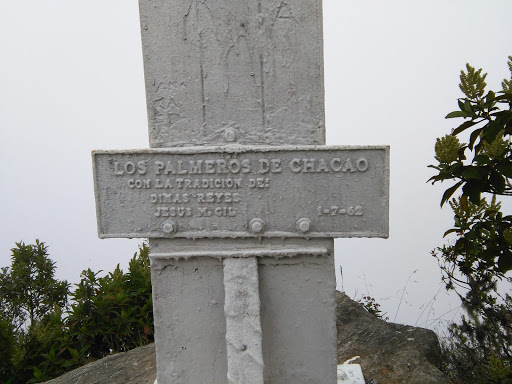 LOS PALMEROS DE CHACAO
CON LA TRADICION DE:
DIMAS REYES
JESUS M. GIL 1-7-62